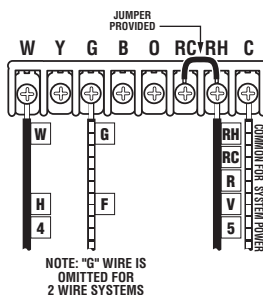 JUMPER
PROVIDED
W Y G B O RC RH C
W G RH
RC
R
H F V
4 5
COMMON FOR SYSTEM POWER
NOTE: "G" WIRE IS
OMITTED FOR
2 WIRE SYSTEMS